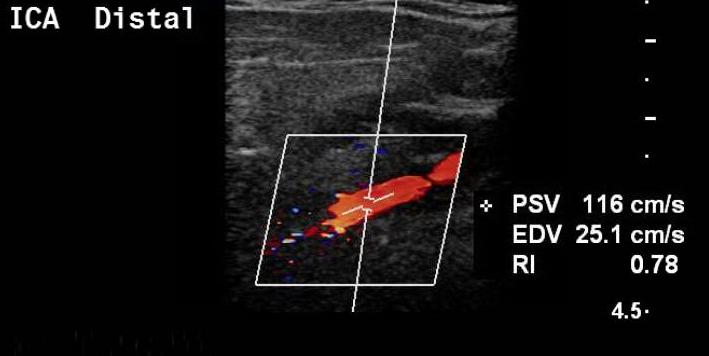 ICA Distal
PSV 116 cm/s
EDV 25.1 cm/s
RI 0.78
4.5